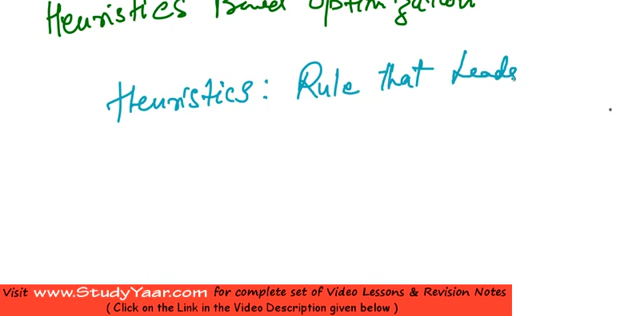 Heuristics Based Optimization
Heuristics: Rule that Leads
Visit www.StudyYaar.com for complete set of Video Lessons & Revision Notes
( Click on the Link in the Video Description given below )